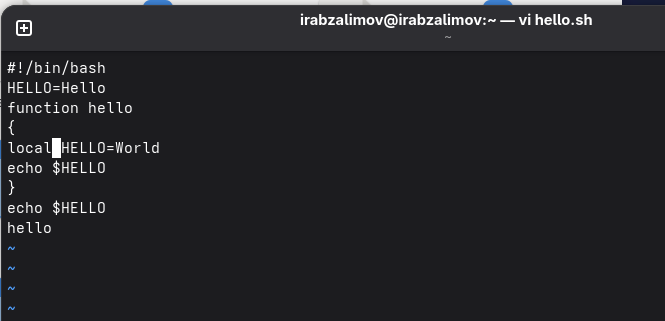 irabzalimov@irabzalimov:~ — vi hello.sh
~
#!/bin/bash
HELLO=Hello
function hello
{
local HELLO=World
echo $HELLO
}
echo $HELLO
hello
~
~
~
~